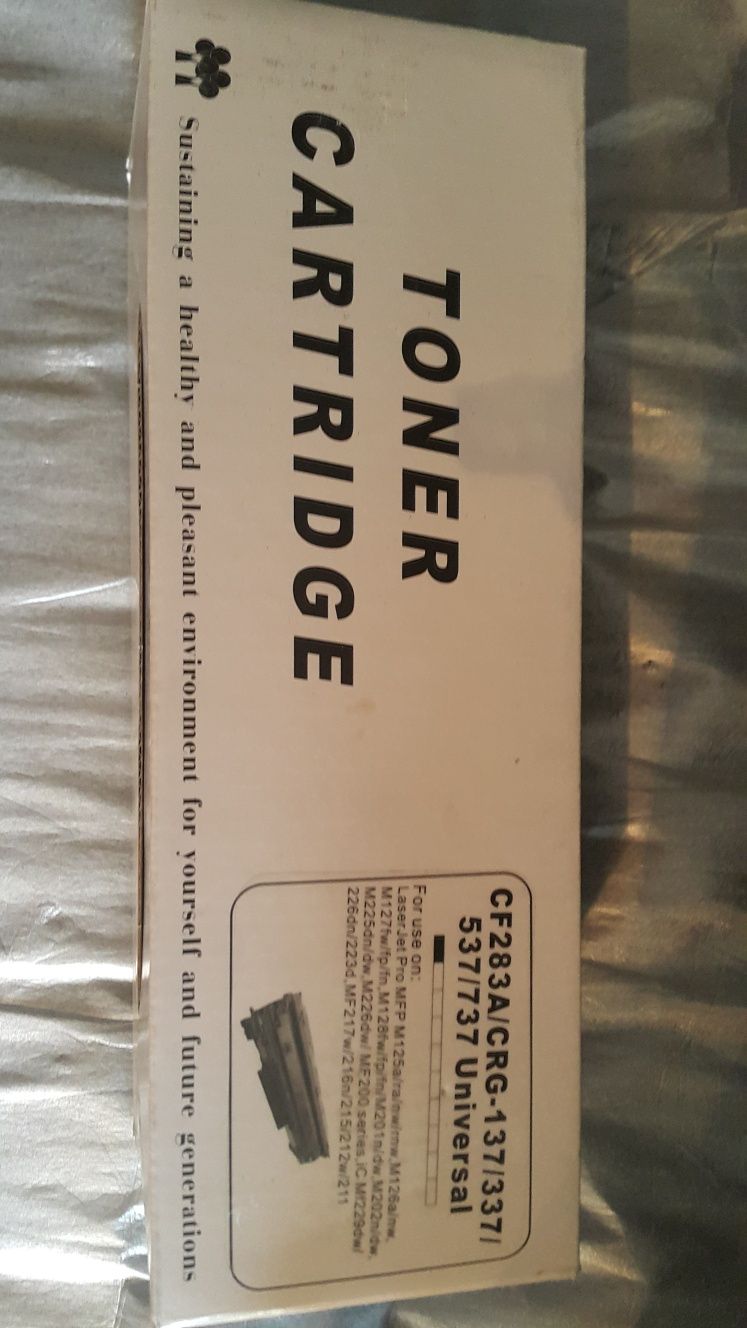 TONER
CARTRIDGE
CF283A/CRG-137/337/
537/737 Universal
For use on:
LaserJet Pro MFP M125a/ra/nw/rnw,M126a/nw,
M127fw/fp/fn,M128fw/fp/fn/M201n/dw,M202n/dw,
M225dn/dw,M226dw/ MF200 series,iC MF229dw/
226dn/223d,MF217w/216n/215/212w/211
Sustaining a healthy and pleasant environment for yourself and future generations